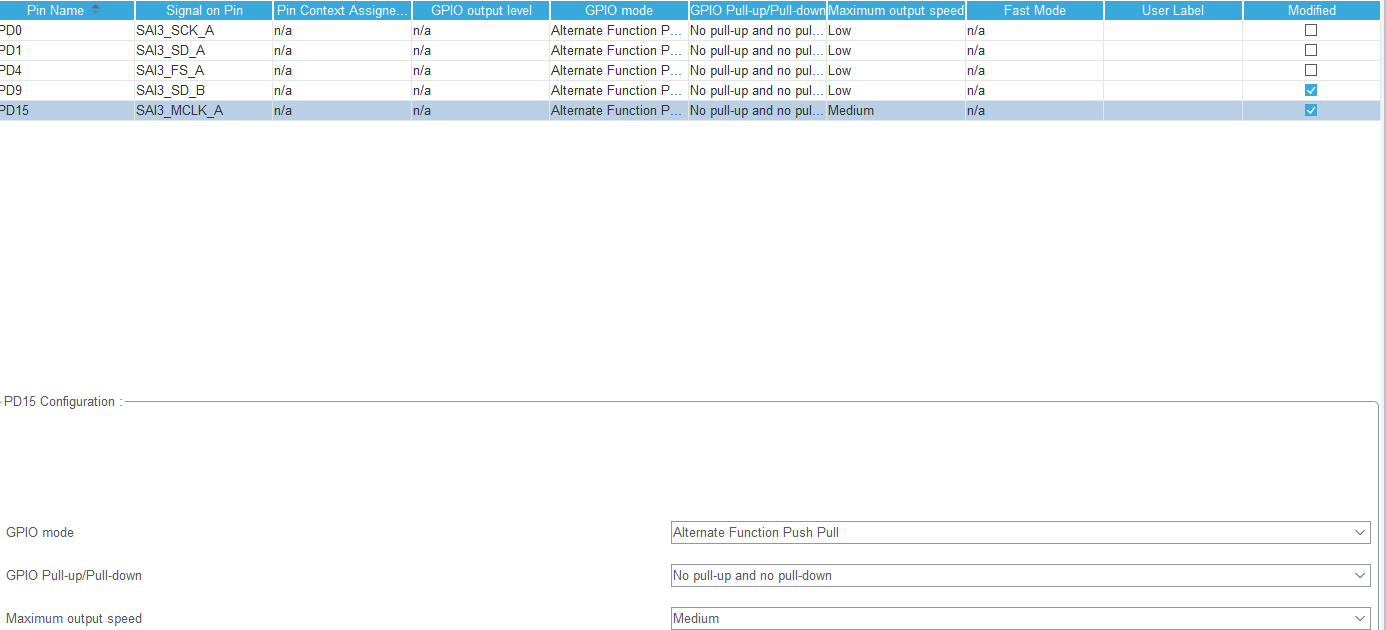 Pin Name Signal on Pin Pin Context Assigne... GPIO output level GPIO mode GPIO Pull-up/Pull-down Maximum output speed Fast Mode User Label Modified
PD0 SAI3_SCK_A n/a n/a Alternate Function P... No pull-up and no pul... Low n/a
PD1 SAI3_SD_A n/a n/a Alternate Function P... No pull-up and no pul... Low n/a
PD4 SAI3_FS_A n/a n/a Alternate Function P... No pull-up and no pul... Low n/a
PD9 SAI3_SD_B n/a n/a Alternate Function P... No pull-up and no pul... Low n/a
PD15 SAI3_MCLK_A n/a n/a Alternate Function P... No pull-up and no pul... Medium n/a
PD15 Configuration :
GPIO mode Alternate Function Push Pull
GPIO Pull-up/Pull-down No pull-up and no pull-down
Maximum output speed Medium